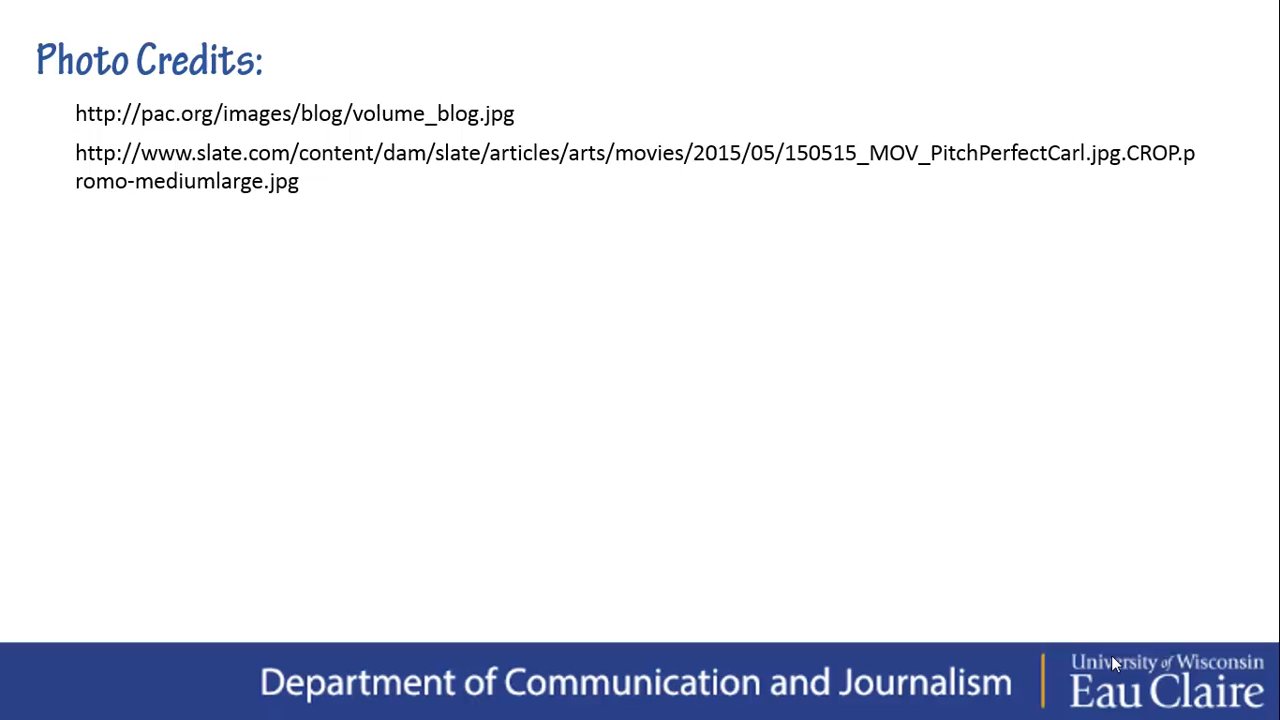 Photo Credits:
http://pac.org/images/blog/volume_blog.jpg
http://www.slate.com/content/dam/slate/articles/arts/movies/2015/05/150515_MOV_PitchPerfectCarl.jpg.CROP.p
romo-mediumlarge.jpg
Department of Communication and Journalism
University of Wisconsin
Eau Claire